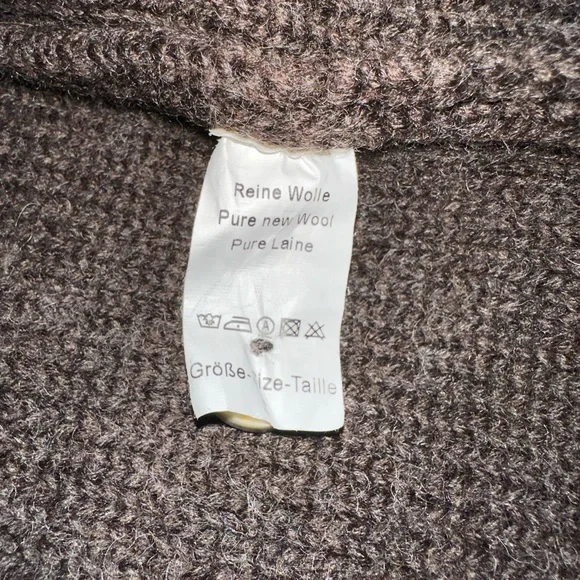 Reine Wolle
Pure new Wool
Pure Laine
A
Größe-Size-Taille